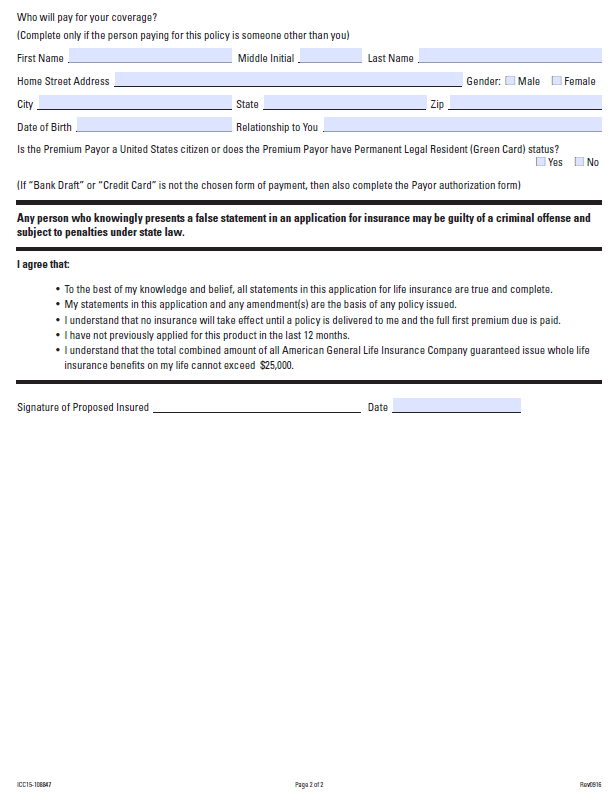 Who will pay for your coverage?
(Complete only if the person paying for this policy is someone other than you)
First Name Middle Initial Last Name
Home Street Address Gender: Male Female
City State Zip
Date of Birth Relationship to You
Is the Premium Payor a United States citizen or does the Premium Payor have Permanent Legal Resident (Green Card) status?
Yes No
(If “Bank Draft” or “Credit Card” is not the chosen form of payment, then also complete the Payor authorization form)
Any person who knowingly presents a false statement in an application for insurance may be guilty of a criminal offense and
subject to penalties under state law.
I agree that:
• To the best of my knowledge and belief, all statements in this application for life insurance are true and complete.
• My statements in this application and any amendment(s) are the basis of any policy issued.
• I understand that no insurance will take effect until a policy is delivered to me and the full first premium due is paid.
• I have not previously applied for this product in the last 12 months.
• I understand that the total combined amount of all American General Life Insurance Company guaranteed issue whole life
insurance benefits on my life cannot exceed $25,000.
Signature of Proposed Insured Date
ICC15-108847 Page 2 of 2 Rev0916